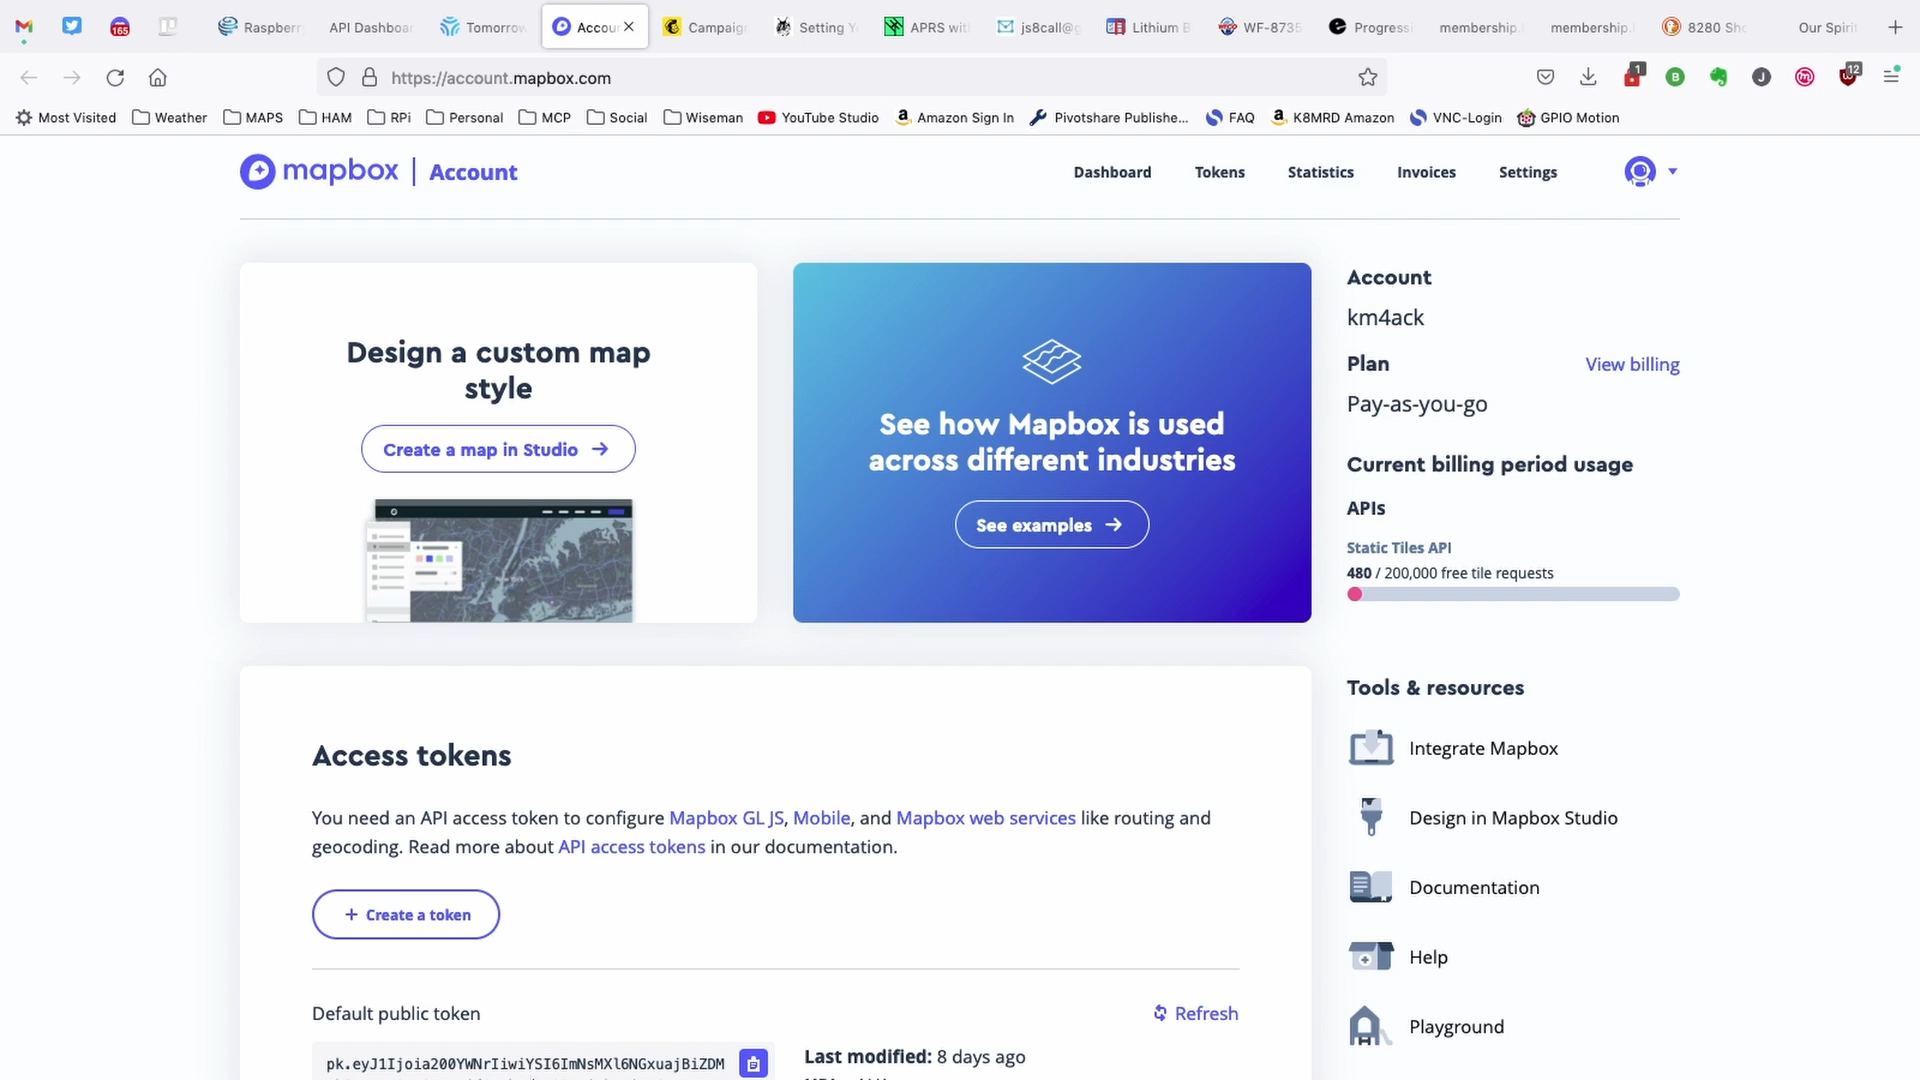 165
Raspberr
API Dashboar
Tomorrow
Accou
Campaig
Setting Y
APRS wit
js8call@g
Lithium B
WF-8735
Progress
membership.
membership.
8280 Sho
Our Spirit
https://account.mapbox.com
1
B
J
12
Most Visited
Weather
MAPS
HAM
RPi
Personal
MCP
Social
Wiseman
YouTube Studio
Amazon Sign In
Pivotshare Publishe...
FAQ
K8MRD Amazon
VNC-Login
GPIO Motion
mapbox | Account
Dashboard
Tokens
Statistics
Invoices
Settings
Design a custom map
style
Create a map in Studio →
See how Mapbox is used
across different industries
See examples →
Account
km4ack
Plan
View billing
Pay-as-you-go
Current billing period usage
APIs
Static Tiles API
480 / 200,000 free tile requests
Access tokens
You need an API access token to configure Mapbox GL JS, Mobile, and Mapbox web services like routing and
geocoding. Read more about API access tokens in our documentation.
+ Create a token
Default public token
Refresh
pk.eyJ1Ijoia200YWNrIiwiYSI6ImNsMXl6NGxuajBiZDM
Last modified: 8 days ago
Tools & resources
Integrate Mapbox
Design in Mapbox Studio
Documentation
Help
Playground